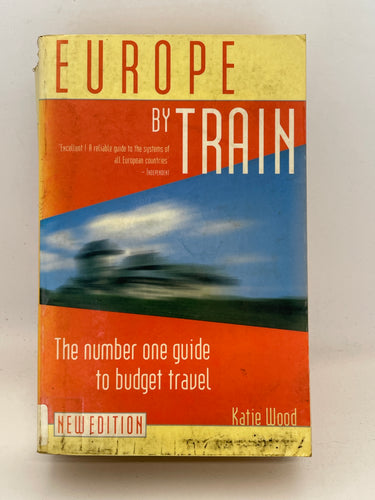 EUROPE
BY TRAIN
'Excellent! A reliable guide to the systems of
all European countries'
- INDEPENDENT
The number one guide
to budget travel
NEW EDITION
Katie Wood